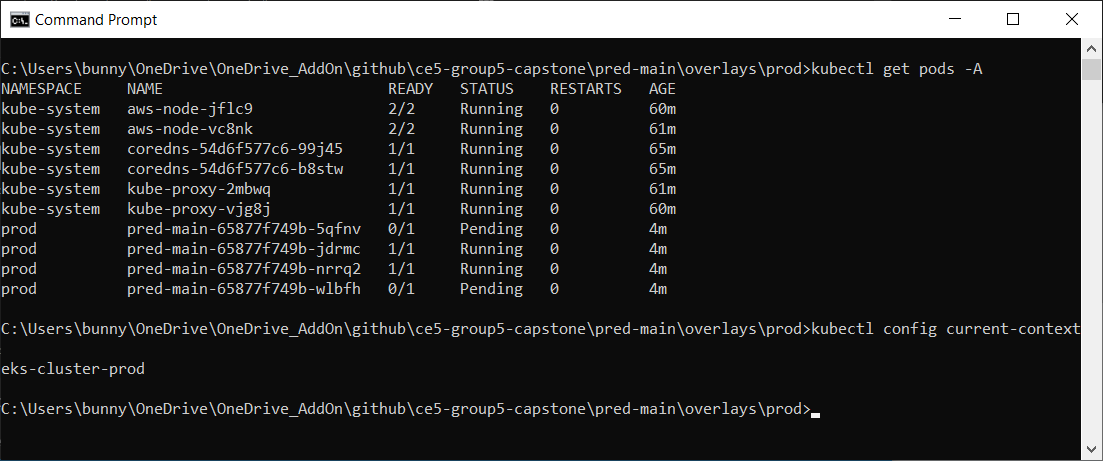 Command Prompt
C:\Users\bunny\OneDrive\OneDrive_AddOn\github\ce5-group5-capstone\pred-main\overlays\prod>kubectl get pods -A
NAMESPACE NAME READY STATUS RESTARTS AGE
kube-system aws-node-jflc9 2/2 Running 0 60m
kube-system aws-node-vc8nk 2/2 Running 0 61m
kube-system coredns-54d6f577c6-99j45 1/1 Running 0 65m
kube-system coredns-54d6f577c6-b8stw 1/1 Running 0 65m
kube-system kube-proxy-2mbwq 1/1 Running 0 61m
kube-system kube-proxy-vjg8j 1/1 Running 0 60m
prod pred-main-65877f749b-5qfnv 0/1 Pending 0 4m
prod pred-main-65877f749b-jdrmc 1/1 Running 0 4m
prod pred-main-65877f749b-nrrq2 1/1 Running 0 4m
prod pred-main-65877f749b-wlbfh 0/1 Pending 0 4m
C:\Users\bunny\OneDrive\OneDrive_AddOn\github\ce5-group5-capstone\pred-main\overlays\prod>kubectl config current-context
eks-cluster-prod
C:\Users\bunny\OneDrive\OneDrive_AddOn\github\ce5-group5-capstone\pred-main\overlays\prod>